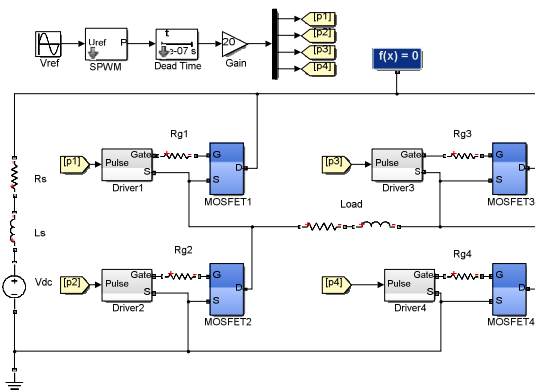 [p1]
[p2]
[p3]
[p4]
t
Uref P
e-07 s
20
f(x) = 0
Vref
SPWM
Dead Time
Gain
Rg1
Rg3
[p1]
Pulse
Gate
S
G
S
D
[p3]
Pulse
Gate
S
G
S
D
Driver1
MOSFET1
Driver3
MOSFET3
Rs
Load
Ls
Rg2
Rg4
Vdc
[p2]
Pulse
Gate
S
G
S
D
[p4]
Pulse
Gate
S
G
S
D
Driver2
MOSFET2
Driver4
MOSFET4